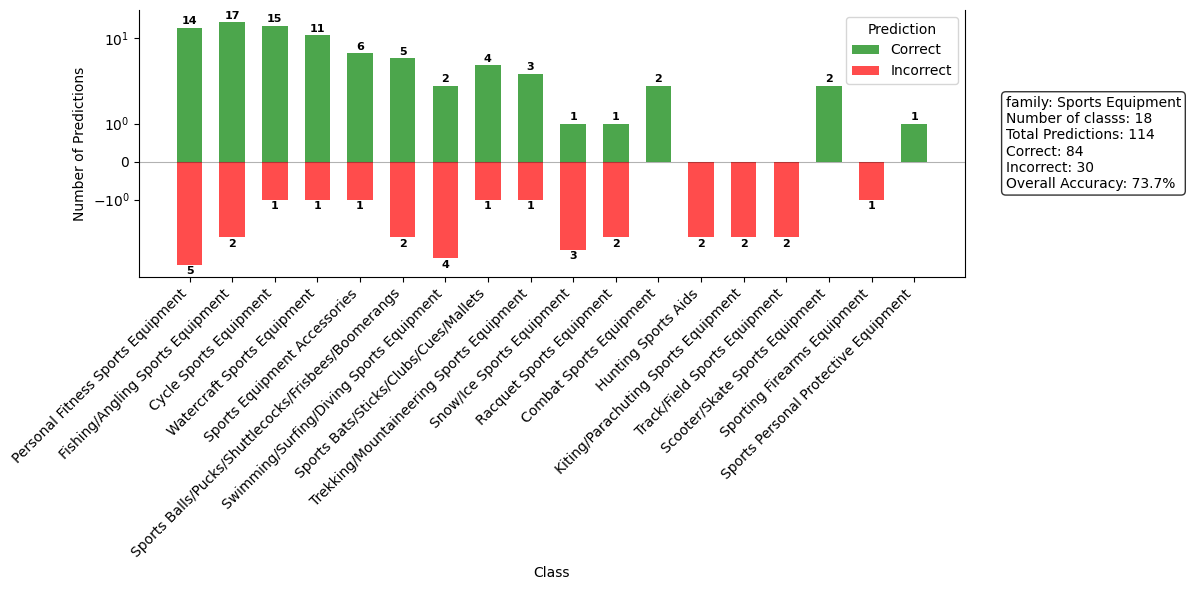 14
17
15
11
6
5
2
4
3
1
1
2
2
1
5
2
1
1
1
2
4
1
1
3
2
2
2
2
1
10¹
10⁰
0
−10⁰
Number of Predictions
Prediction
Correct
Incorrect
family: Sports Equipment
Number of classs: 18
Total Predictions: 114
Correct: 84
Incorrect: 30
Overall Accuracy: 73.7%
Personal Fitness Sports Equipment
Fishing/Angling Sports Equipment
Cycle Sports Equipment
Watercraft Sports Equipment
Sports Equipment Accessories
Sports Balls/Pucks/Shuttlecocks/Frisbees/Boomerangs
Swimming/Surfing/Diving Sports Equipment
Sports Bats/Sticks/Clubs/Cues/Mallets
Trekking/Mountaineering Sports Equipment
Snow/Ice Sports Equipment
Racquet Sports Equipment
Combat Sports Equipment
Hunting Sports Aids
Kiting/Parachuting Sports Equipment
Track/Field Sports Equipment
Scooter/Skate Sports Equipment
Sporting Firearms Equipment
Sports Personal Protective Equipment
Class